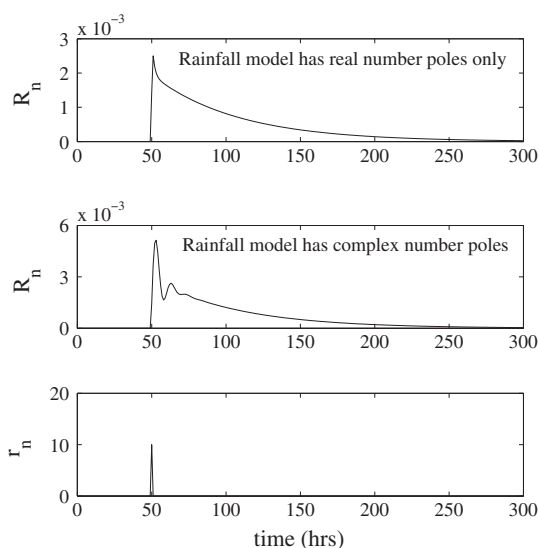 x 10⁻³
3
Rainfall model has real number poles only
2
R_n
1
0
0 50 100 150 200 250 300
x 10⁻³
6
Rainfall model has complex number poles
3
R_n
0
0 50 100 150 200 250 300
20
r_n
10
0
0 50 100 150 200 250 300
time (hrs)